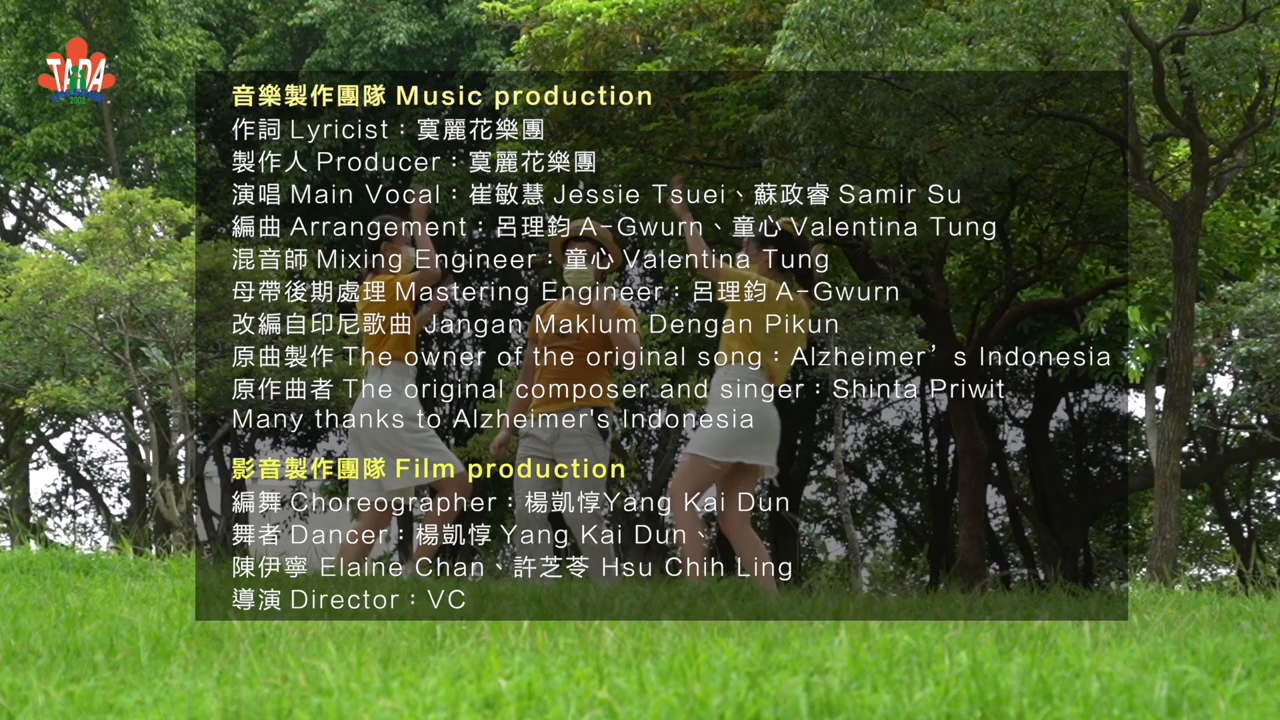 TADA
2002
音樂製作團隊 Music production
作詞 Lyricist：寞麗花樂團
製作人 Producer：寞麗花樂團
演唱 Main Vocal：崔敏慧 Jessie Tsuei、蘇政睿 Samir Su
編曲 Arrangement：呂理鈞 A-Gwurn、童心 Valentina Tung
混音師 Mixing Engineer：童心 Valentina Tung
母帶後期處理 Mastering Engineer：呂理鈞 A-Gwurn
改編自印尼歌曲 Jangan Maklum Dengan Pikun
原曲製作 The owner of the original song：Alzheimer’s Indonesia
原作曲者 The original composer and singer：Shinta Priwit
Many thanks to Alzheimer's Indonesia
影音製作團隊 Film production
編舞 Choreographer：楊凱惇Yang Kai Dun
舞者 Dancer：楊凱惇 Yang Kai Dun、
陳伊寧 Elaine Chan、許芝苓 Hsu Chih Ling
導演 Director：VC